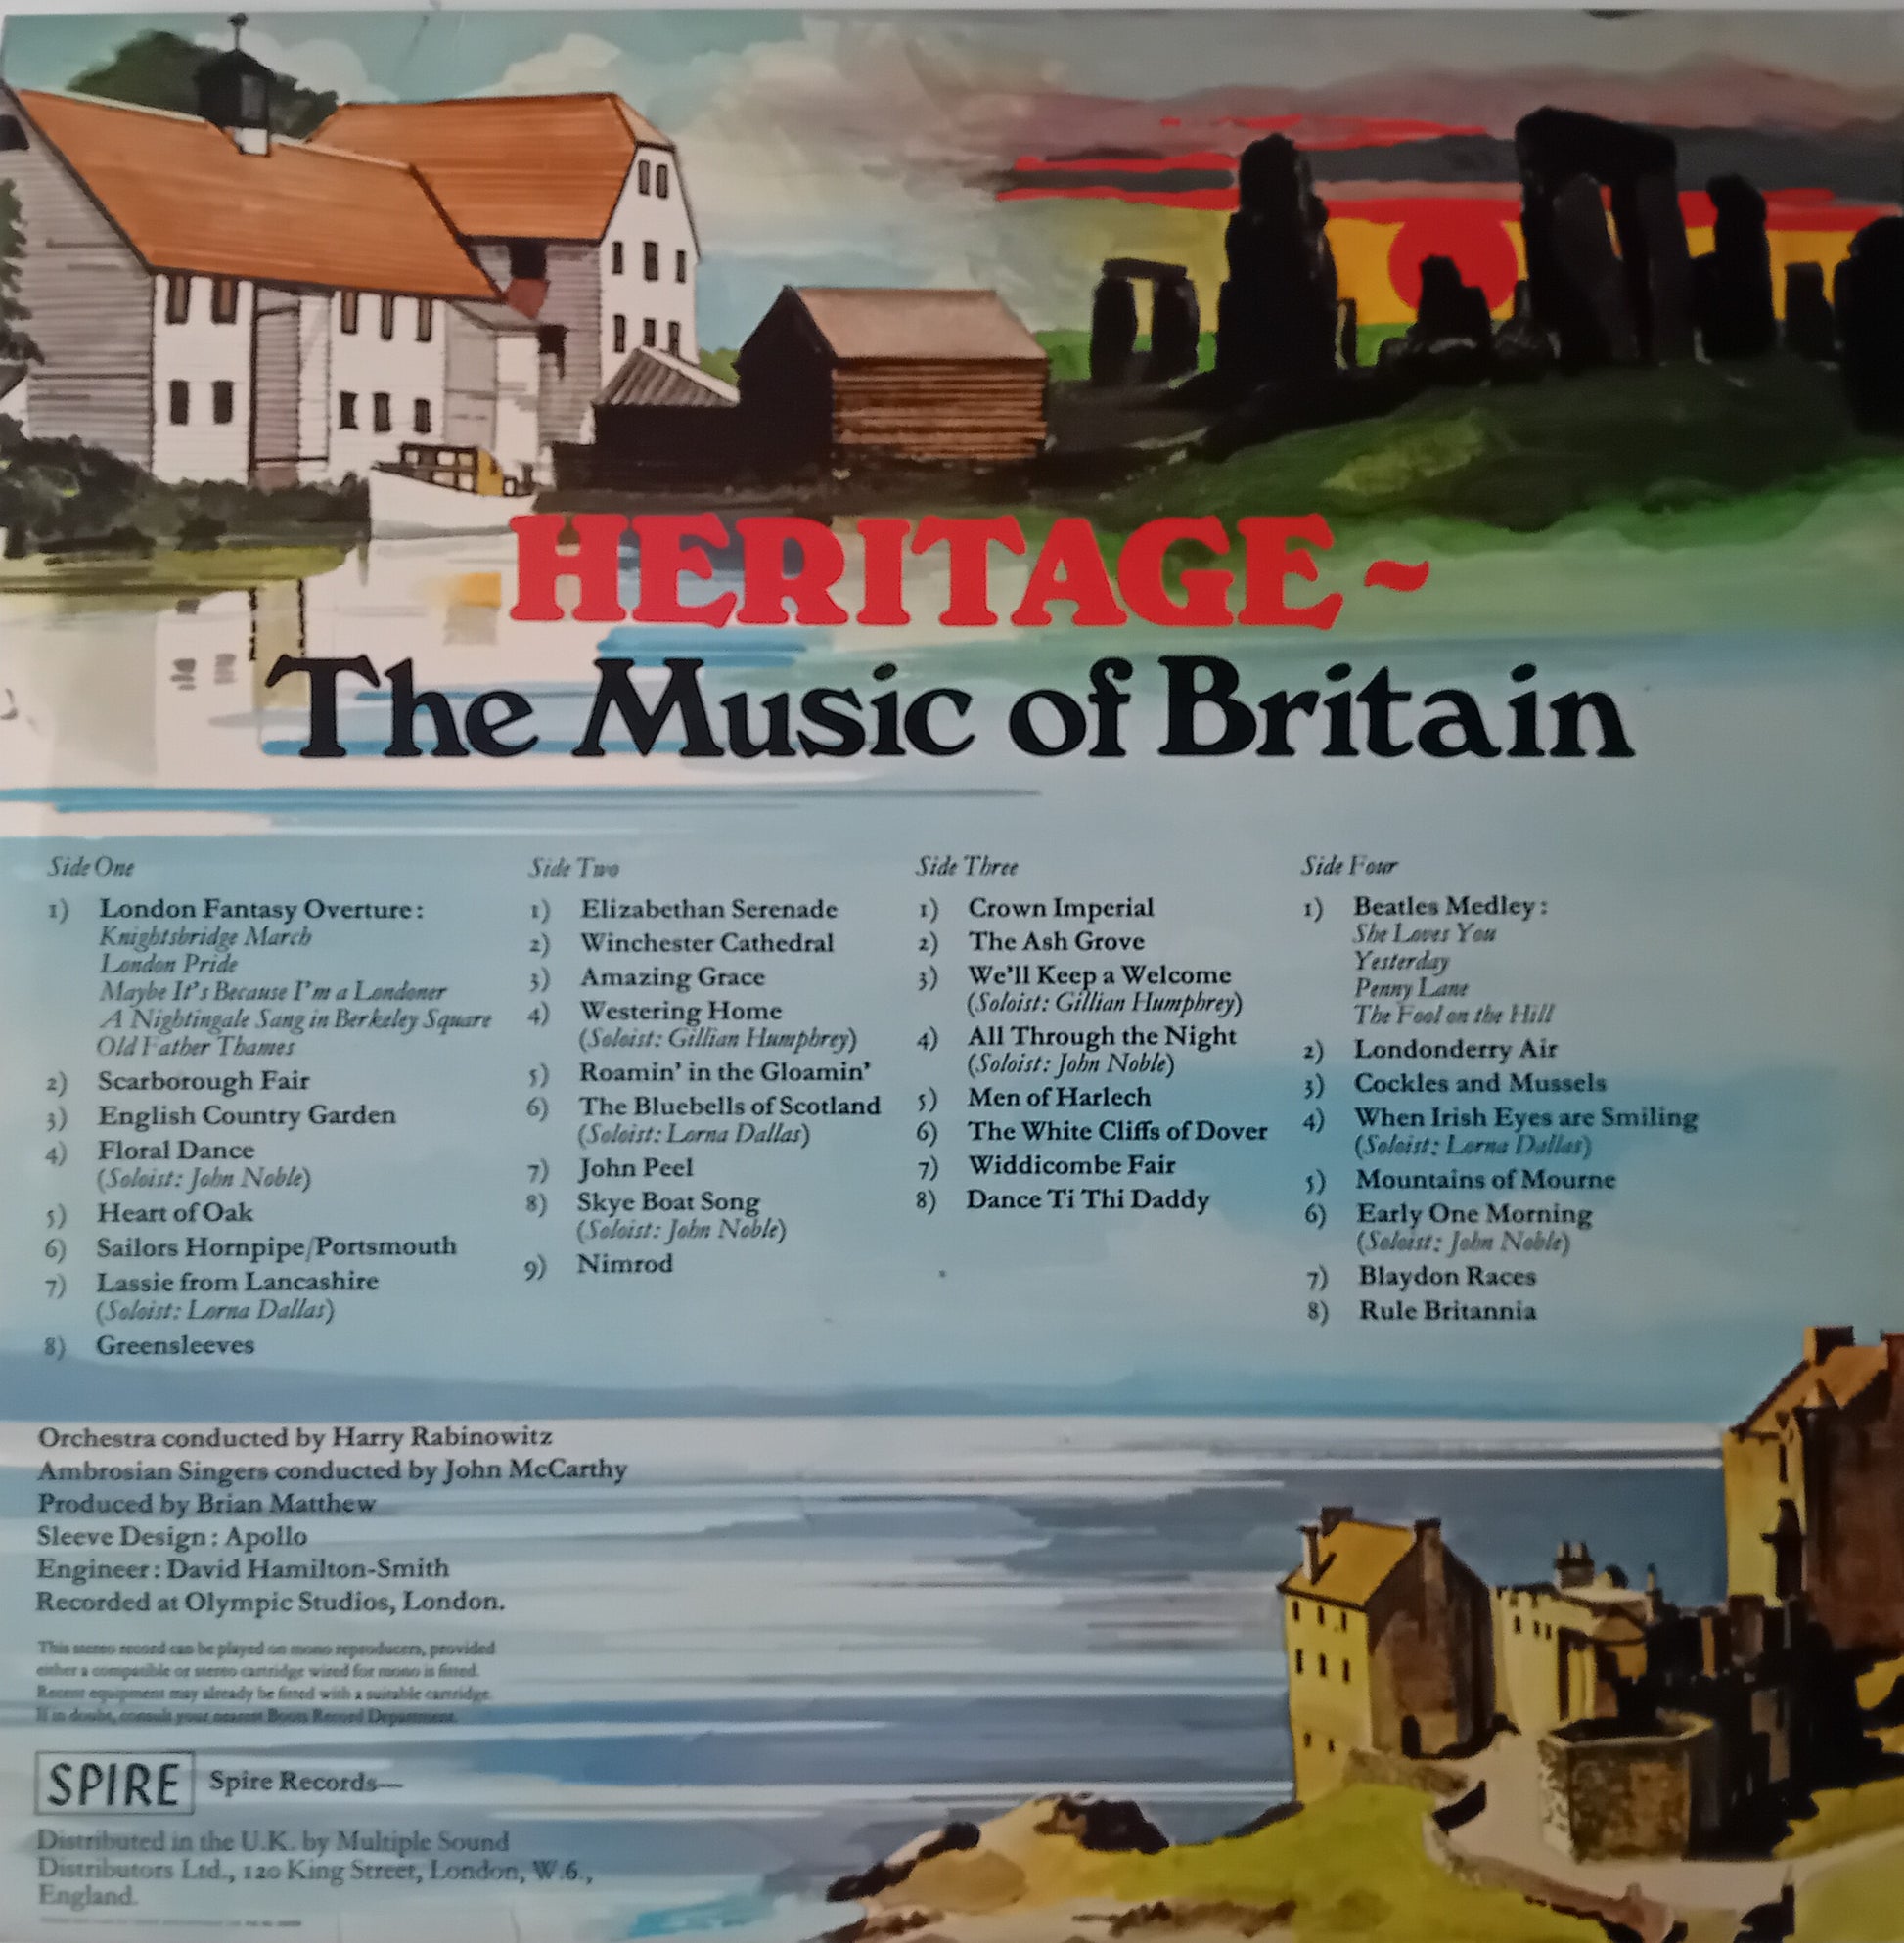 HERITAGE~
The Music of Britain
Side One
1) London Fantasy Overture:
Knightsbridge March
London Pride
Maybe It's Because I'm a Londoner
A Nightingale Sang in Berkeley Square
Old Father Thames
2) Scarborough Fair
3) English Country Garden
4) Floral Dance
(Soloist: John Noble)
5) Heart of Oak
6) Sailors Hornpipe/Portsmouth
7) Lassie from Lancashire
(Soloist: Lorna Dallas)
8) Greensleeves
Side Two
1) Elizabethan Serenade
2) Winchester Cathedral
3) Amazing Grace
4) Westering Home
(Soloist: Gillian Humphrey)
5) Roamin' in the Gloamin'
6) The Bluebells of Scotland
(Soloist: Lorna Dallas)
7) John Peel
8) Skye Boat Song
(Soloist: John Noble)
9) Nimrod
Side Three
1) Crown Imperial
2) The Ash Grove
3) We'll Keep a Welcome
(Soloist: Gillian Humphrey)
4) All Through the Night
(Soloist: John Noble)
5) Men of Harlech
6) The White Cliffs of Dover
7) Widdicombe Fair
8) Dance Ti Thi Daddy
Side Four
1) Beatles Medley:
She Loves You
Yesterday
Penny Lane
The Fool on the Hill
2) Londonderry Air
3) Cockles and Mussels
4) When Irish Eyes are Smiling
(Soloist: Lorna Dallas)
5) Mountains of Mourne
6) Early One Morning
(Soloist: John Noble)
7) Blaydon Races
8) Rule Britannia
Orchestra conducted by Harry Rabinowitz
Ambrosian Singers conducted by John McCarthy
Produced by Brian Matthew
Sleeve Design: Apollo
Engineer: David Hamilton-Smith
Recorded at Olympic Studios, London.
This stereo record can be played on mono reproducers, provided
either a compatible or stereo cartridge wired for mono is fitted.
Recent equipment may already be fitted with a suitable cartridge.
If in doubt, consult your nearest Boots Record Department.
SPIRE Spire Records—
Distributed in the U.K. by Multiple Sound
Distributors Ltd., 120 King Street, London, W.6.,
England.